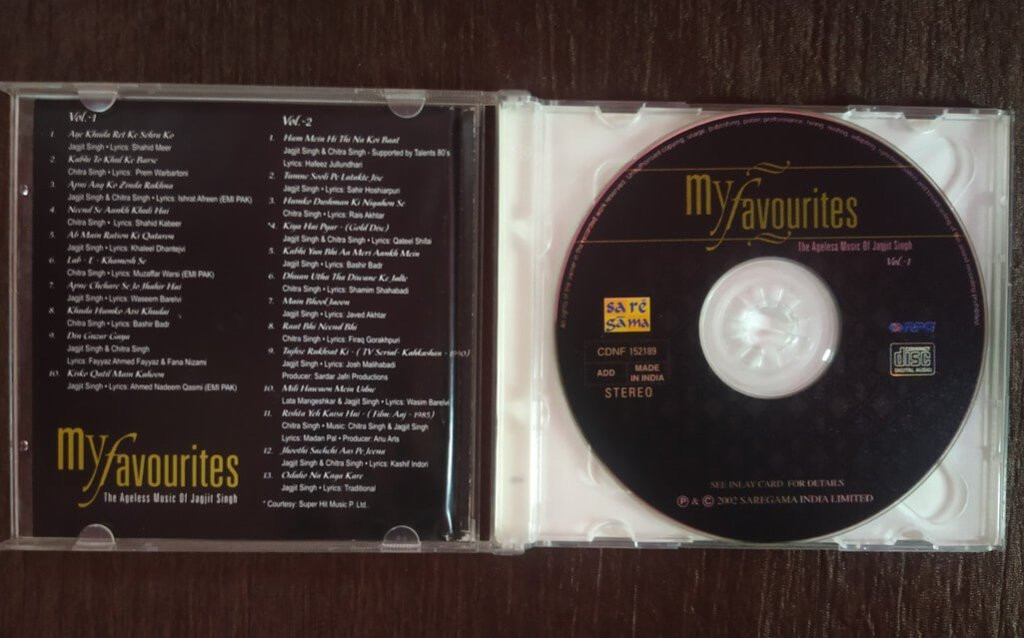 Vol.-1
1. Aye Khuda Ret Ke Sehra Ko
Jagjit Singh • Lyrics: Shahid Meer
2. Kabhi To Khul Ke Barse
Chitra Singh • Lyrics: Prem Warbartoni
3. Apni Aag Ko Zinda Rakhna
Jagjit Singh & Chitra Singh • Lyrics: Ishrat Afreen (EMI PAK)
4. Neend Se Aankh Khuli Hai
Chitra Singh • Lyrics: Shahid Kabeer
5. Ab Main Ration Ki Qataron
Jagjit Singh • Lyrics: Khaleel Dhantejvi
6. Lab - E - Khamosh Se
Chitra Singh • Lyrics: Muzaffar Warsi (EMI PAK)
7. Apne Chehare Se Jo Jhaher Hai
Jagjit Singh • Lyrics: Waseem Barelvi
8. Khuda Humko Aisi Khudai
Chitra Singh • Lyrics: Bashir Badr
9. Din Guzar Gaya
Jagjit Singh & Chitra Singh
Lyrics: Fayyaz Ahmed Fayyaz & Fana Nizami
10. Kisko Qatil Main Kahoon
Jagjit Singh • Lyrics: Ahmed Nadeem Qasmi (EMI PAK)
my favourites
The Ageless Music Of Jagjit Singh
Vol.-2
1. Hum Mein Hi Thi Na Koi Baat
Jagjit Singh & Chitra Singh - Supported by Talents 80's
Lyrics: Hafeez Jullundhari
2. Tumne Sooli Pe Latakte Jise
Jagjit Singh • Lyrics: Sahir Hoshiarpuri
3. Humko Dushman Ki Nigahon Se
Chitra Singh • Lyrics: Rais Akhtar
*4. Kiya Hai Pyar - (Gold Disc)
Jagjit Singh & Chitra Singh • Lyrics: Qateel Shifai
5. Kabhi Yun Bhi Aa Meri Aankh Mein
Jagjit Singh • Lyrics: Bashir Badr
6. Dhuan Utha Tha Diwane Ke Jalte
Chitra Singh • Lyrics: Shamim Shahabadi
7. Main Bhool Jaoon
Jagjit Singh • Lyrics: Javed Akhtar
8. Raat Bhi Neend Bhi
Chitra Singh • Lyrics: Firaq Gorakhpuri
9. Tujhse Rukhsat Ki - (TV Serial- Kahkashan - 1990)
Jagjit Singh • Lyrics: Josh Malihabadi
Producer: Sardar Jafri Productions
10. Mili Hawaon Mein Udne
Lata Mangeshkar & Jagjit Singh • Lyrics: Wasim Barelvi
11. Rishta Yeh Kaisa Hai - (Film: Aaj - 1985)
Chitra Singh • Music: Chitra Singh & Jagjit Singh
Lyrics: Madan Pal • Producer: Anu Arts
12. Jhoothi Sachchi Aas Pe Jeena
Jagjit Singh & Chitra Singh • Lyrics: Kashif Indori
13. Odahe Na Kaga Kare
Jagjit Singh • Lyrics: Traditional
* Courtesy: Super Hit Music P. Ltd..
my favourites
The Ageless Music Of Jagjit Singh
Vol.-1
sa rē
gāma
CDNF 152189
ADD MADE IN INDIA
STEREO
RPG
COMPACT
disc
DIGITAL AUDIO
SEE INLAY CARD FOR DETAILS
Ⓟ & © 2002 SAREGAMA INDIA LIMITED